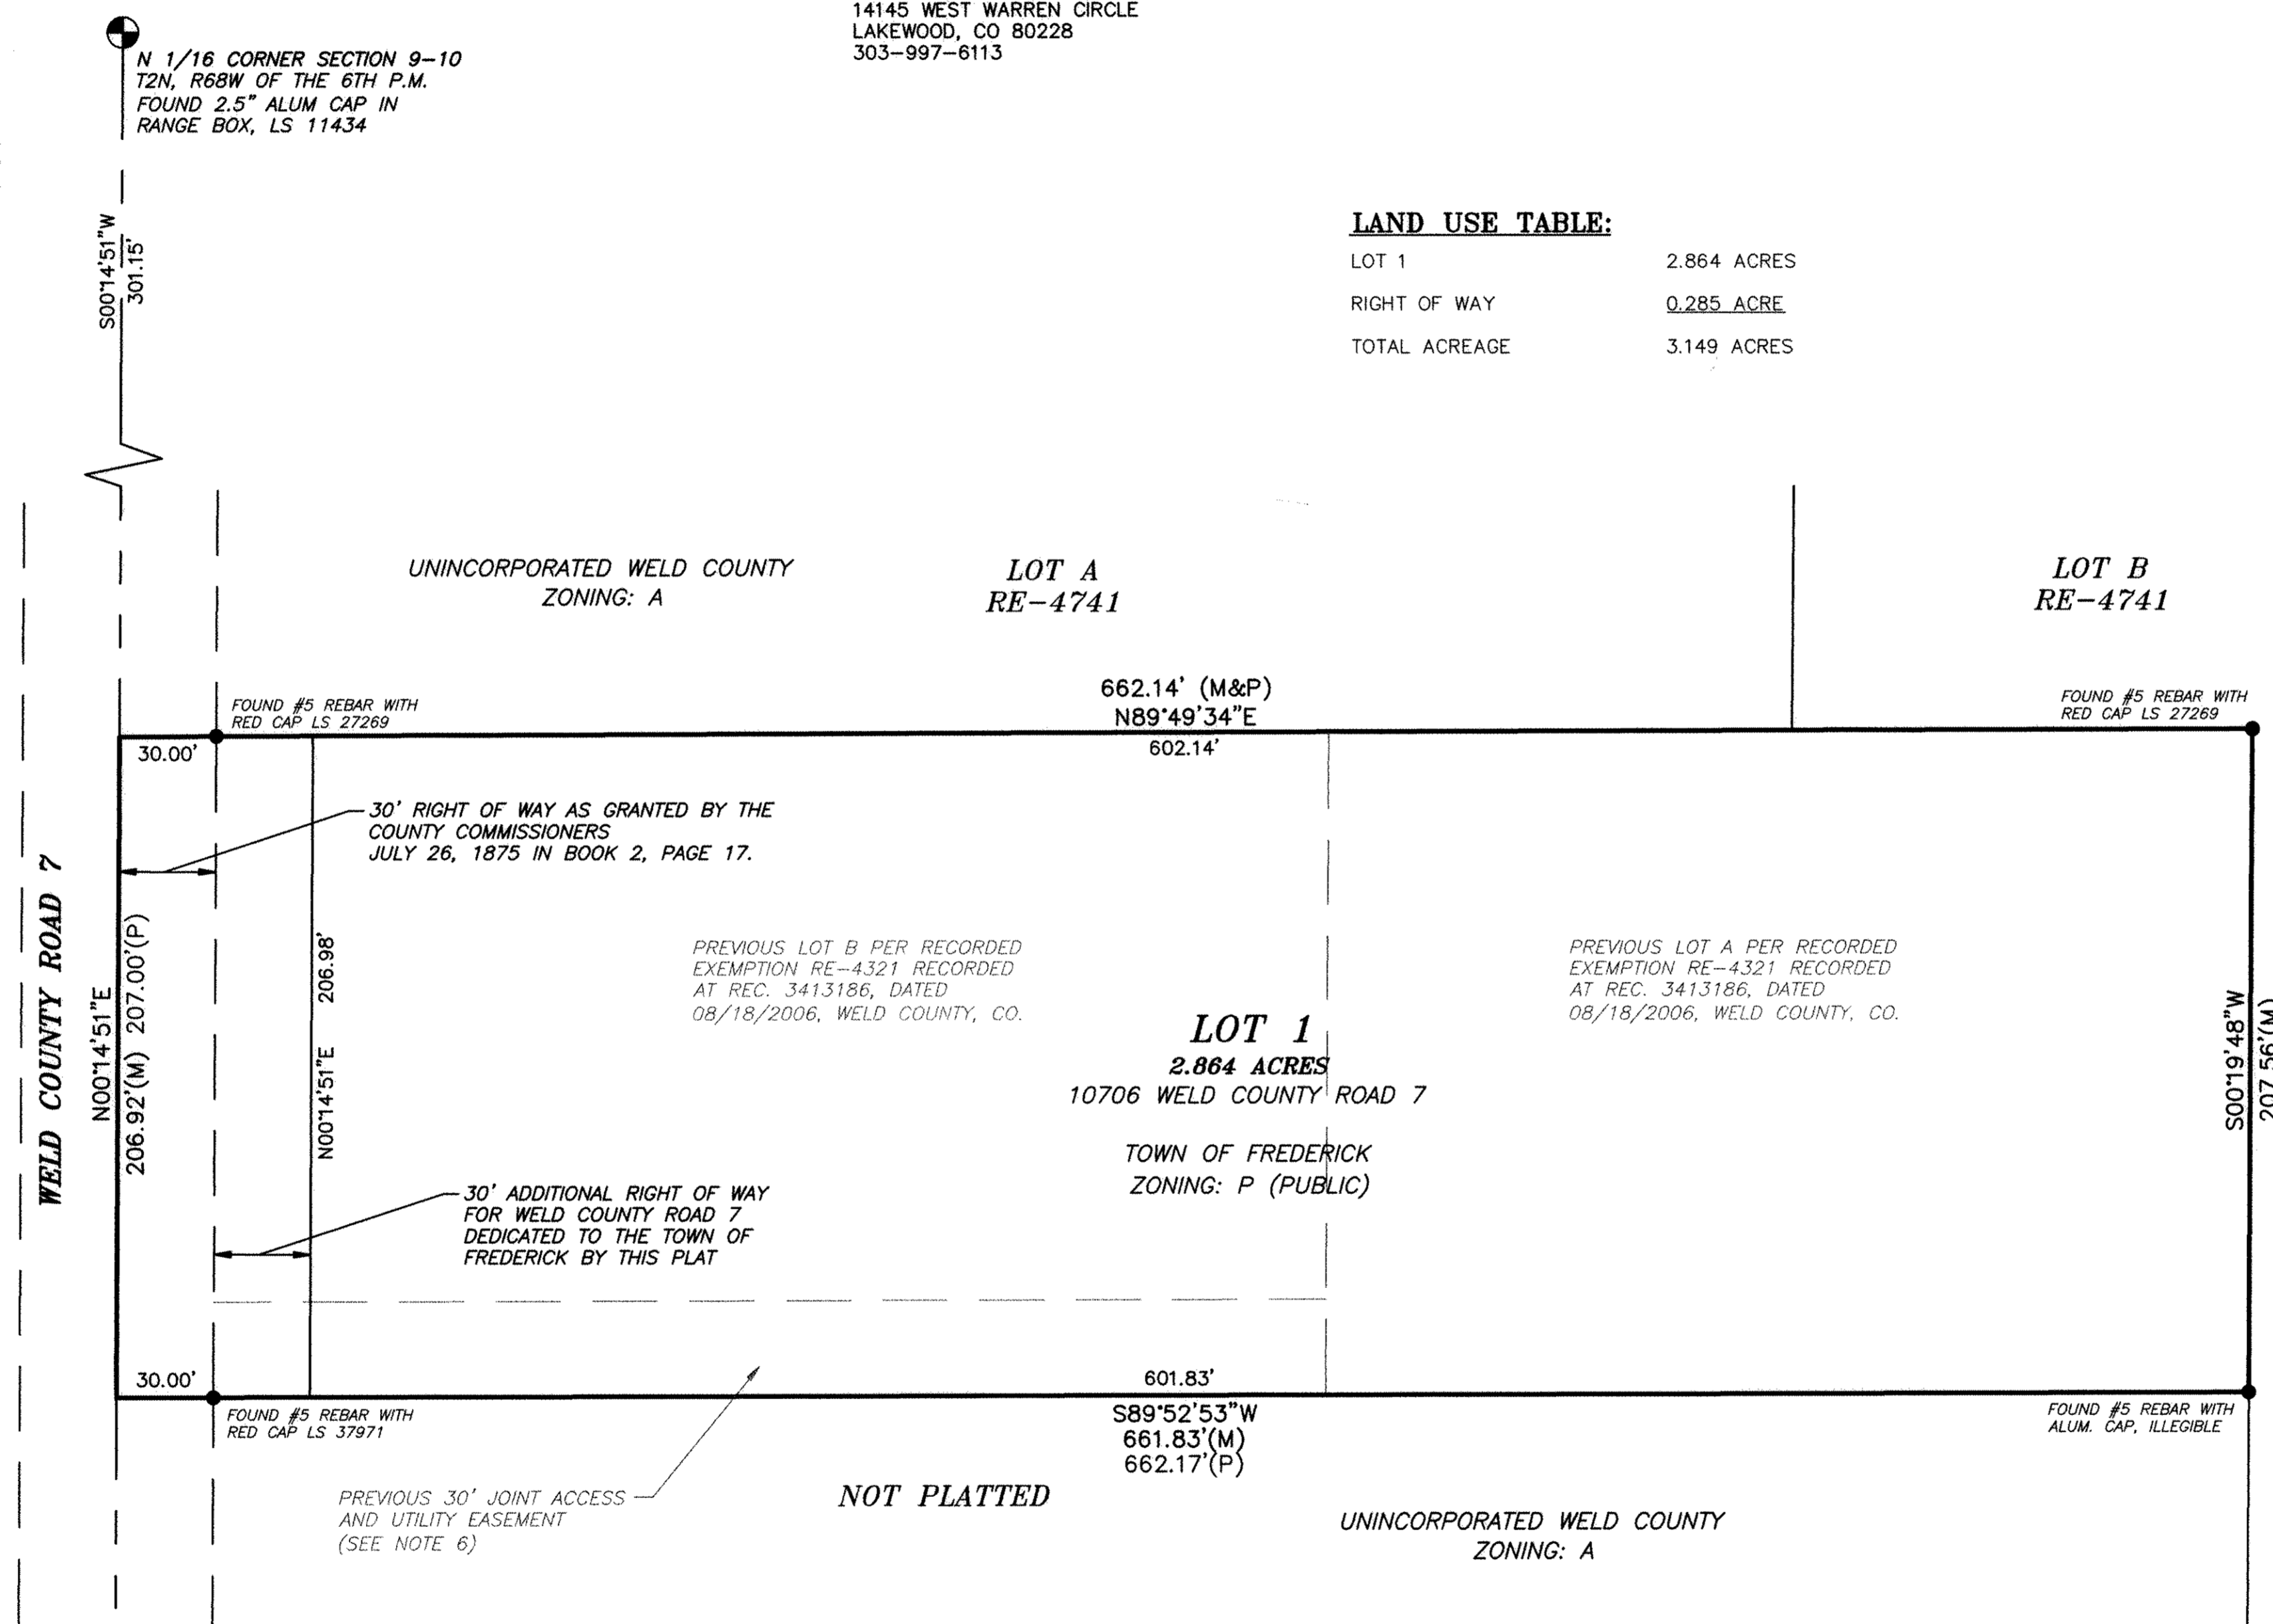 14145 WEST WARREN CIRCLE
LAKEWOOD, CO 80228
303-997-6113
N 1/16 CORNER SECTION 9-10
T2N, R68W OF THE 6TH P.M.
FOUND 2.5" ALUM CAP IN
RANGE BOX, LS 11434
S00°14'51"W
301.15'
LAND USE TABLE:
LOT 1 2.864 ACRES
RIGHT OF WAY 0.285 ACRE
TOTAL ACREAGE 3.149 ACRES
UNINCORPORATED WELD COUNTY
ZONING: A
LOT A
RE-4741
LOT B
RE-4741
662.14' (M&P)
N89°49'34"E
602.14'
FOUND #5 REBAR WITH
RED CAP LS 27269
FOUND #5 REBAR WITH
RED CAP LS 27269
30.00'
30' RIGHT OF WAY AS GRANTED BY THE
COUNTY COMMISSIONERS
JULY 26, 1875 IN BOOK 2, PAGE 17.
WELD COUNTY ROAD 7
N00°14'51"E
206.92'(M) 207.00'(P)
N00°14'51"E 206.98'
PREVIOUS LOT B PER RECORDED
EXEMPTION RE-4321 RECORDED
AT REC. 3413186, DATED
08/18/2006, WELD COUNTY, CO.
PREVIOUS LOT A PER RECORDED
EXEMPTION RE-4321 RECORDED
AT REC. 3413186, DATED
08/18/2006, WELD COUNTY, CO.
LOT 1
2.864 ACRES
10706 WELD COUNTY ROAD 7
TOWN OF FREDERICK
ZONING: P (PUBLIC)
S00°19'48"W
207.56'(M)
30' ADDITIONAL RIGHT OF WAY
FOR WELD COUNTY ROAD 7
DEDICATED TO THE TOWN OF
FREDERICK BY THIS PLAT
30.00'
601.83'
S89°52'53"W
661.83'(M)
662.17'(P)
FOUND #5 REBAR WITH
RED CAP LS 37971
FOUND #5 REBAR WITH
ALUM. CAP, ILLEGIBLE
PREVIOUS 30' JOINT ACCESS
AND UTILITY EASEMENT
(SEE NOTE 6)
NOT PLATTED
UNINCORPORATED WELD COUNTY
ZONING: A